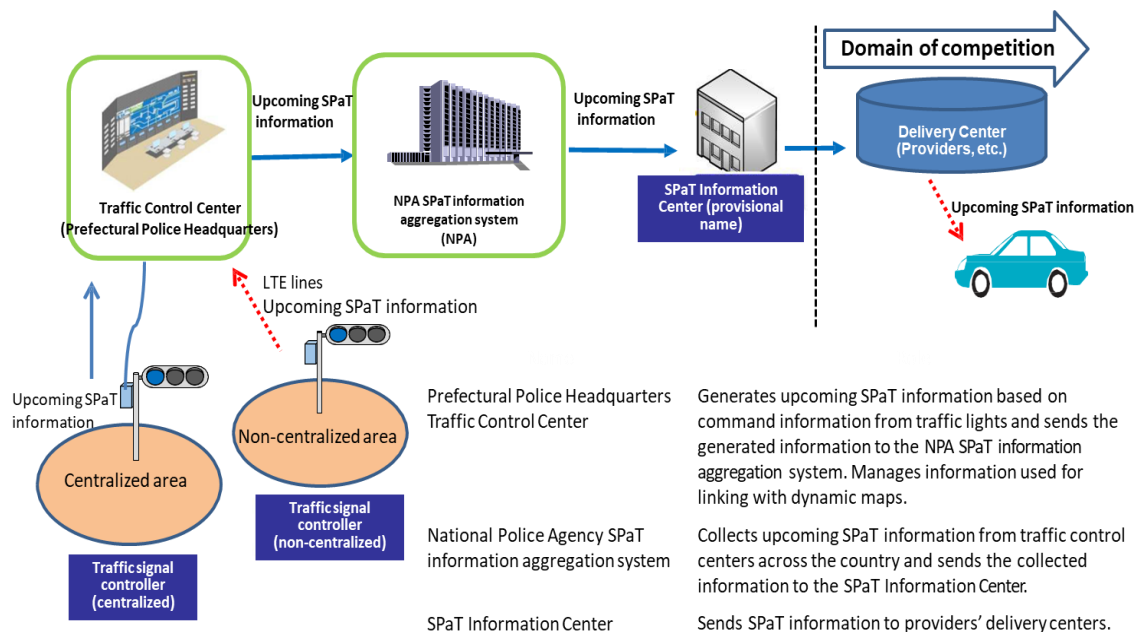 Domain of competition
Upcoming SPaT
information
Upcoming SPaT
information
Delivery Center
(Providers, etc.)
Traffic Control Center
(Prefectural Police Headquarters)
NPA SPaT information
aggregation system
(NPA)
SPaT Information
Center (provisional
name)
Upcoming SPaT information
LTE lines
Upcoming SPaT information
Upcoming SPaT
information
Non-centralized area
Centralized area
Traffic signal
controller
(non-centralized)
Traffic signal
controller
(centralized)
Prefectural Police Headquarters
Traffic Control Center
Generates upcoming SPaT information based on
command information from traffic lights and sends the
generated information to the NPA SPaT information
aggregation system. Manages information used for
linking with dynamic maps.
National Police Agency SPaT
information aggregation system
Collects upcoming SPaT information from traffic control
centers across the country and sends the collected
information to the SPaT Information Center.
SPaT Information Center
Sends SPaT information to providers’ delivery centers.